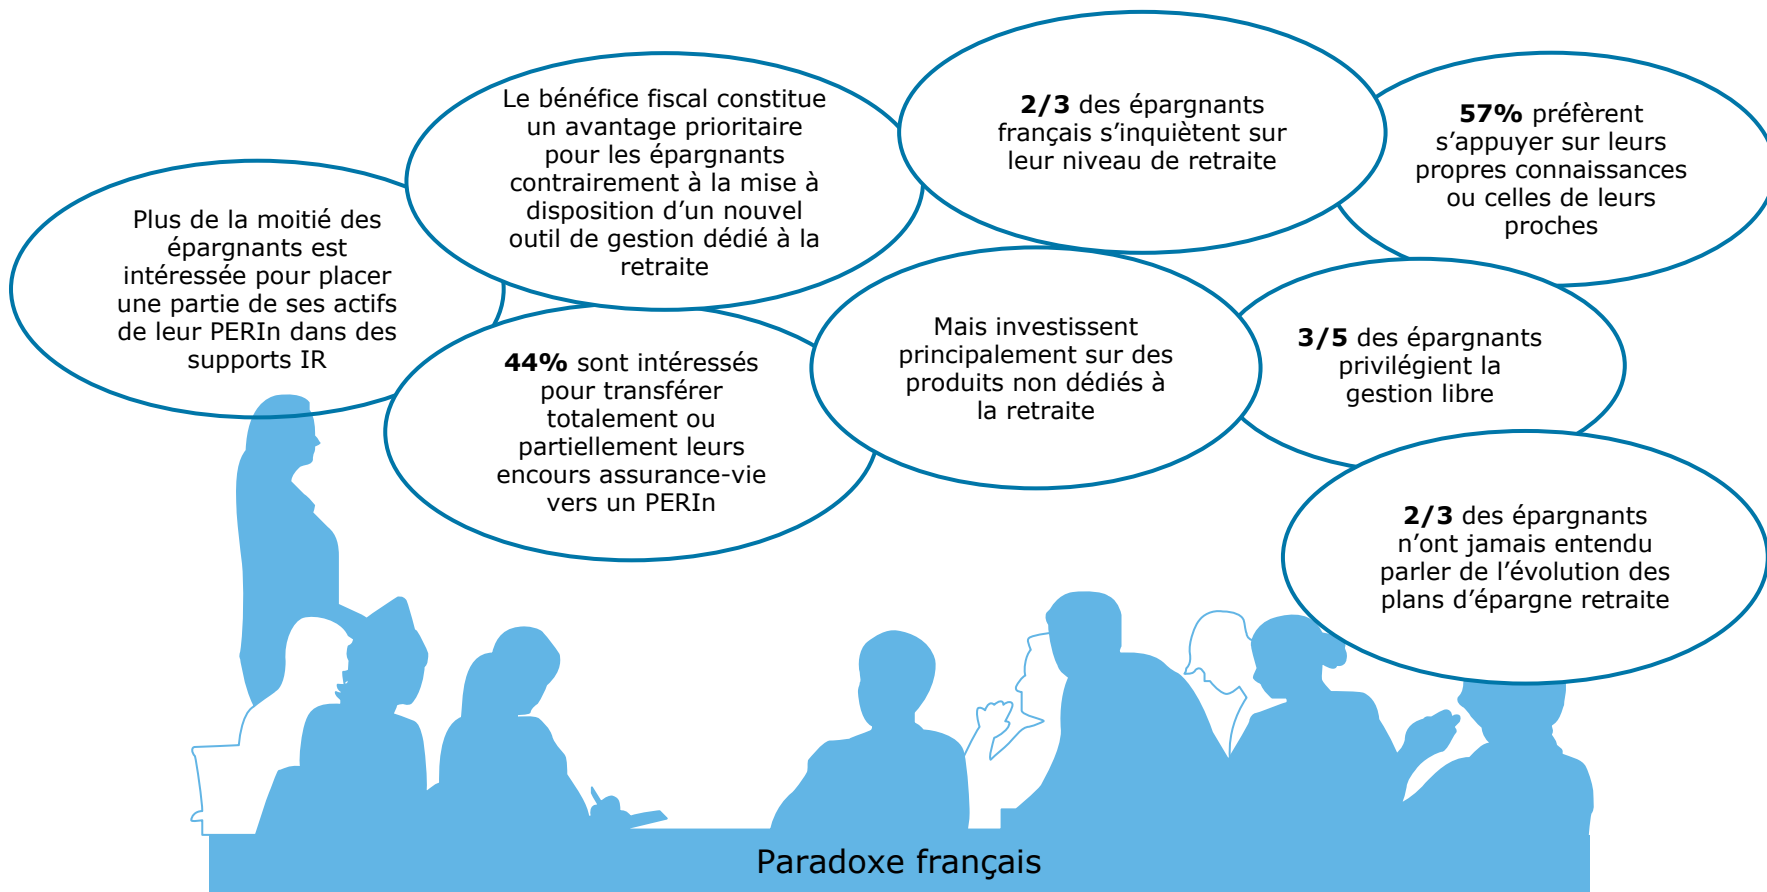 Plus de la moitié des
épargnants est
intéressée pour placer
une partie de ses actifs
de leur PERIn dans des
supports IR
Le bénéfice fiscal constitue
un avantage prioritaire
pour les épargnants
contrairement à la mise à
disposition d’un nouvel
outil de gestion dédié à la
retraite
2/3 des épargnants
français s’inquiètent sur
leur niveau de retraite
57% préfèrent
s’appuyer sur leurs
propres connaissances
ou celles de leurs
proches
44% sont intéressés
pour transférer
totalement ou
partiellement leurs
encours assurance-vie
vers un PERIn
Mais investissent
principalement sur des
produits non dédiés à
la retraite
3/5 des épargnants
privilégient la
gestion libre
2/3 des épargnants
n’ont jamais entendu
parler de l’évolution des
plans d’épargne retraite
Paradoxe français